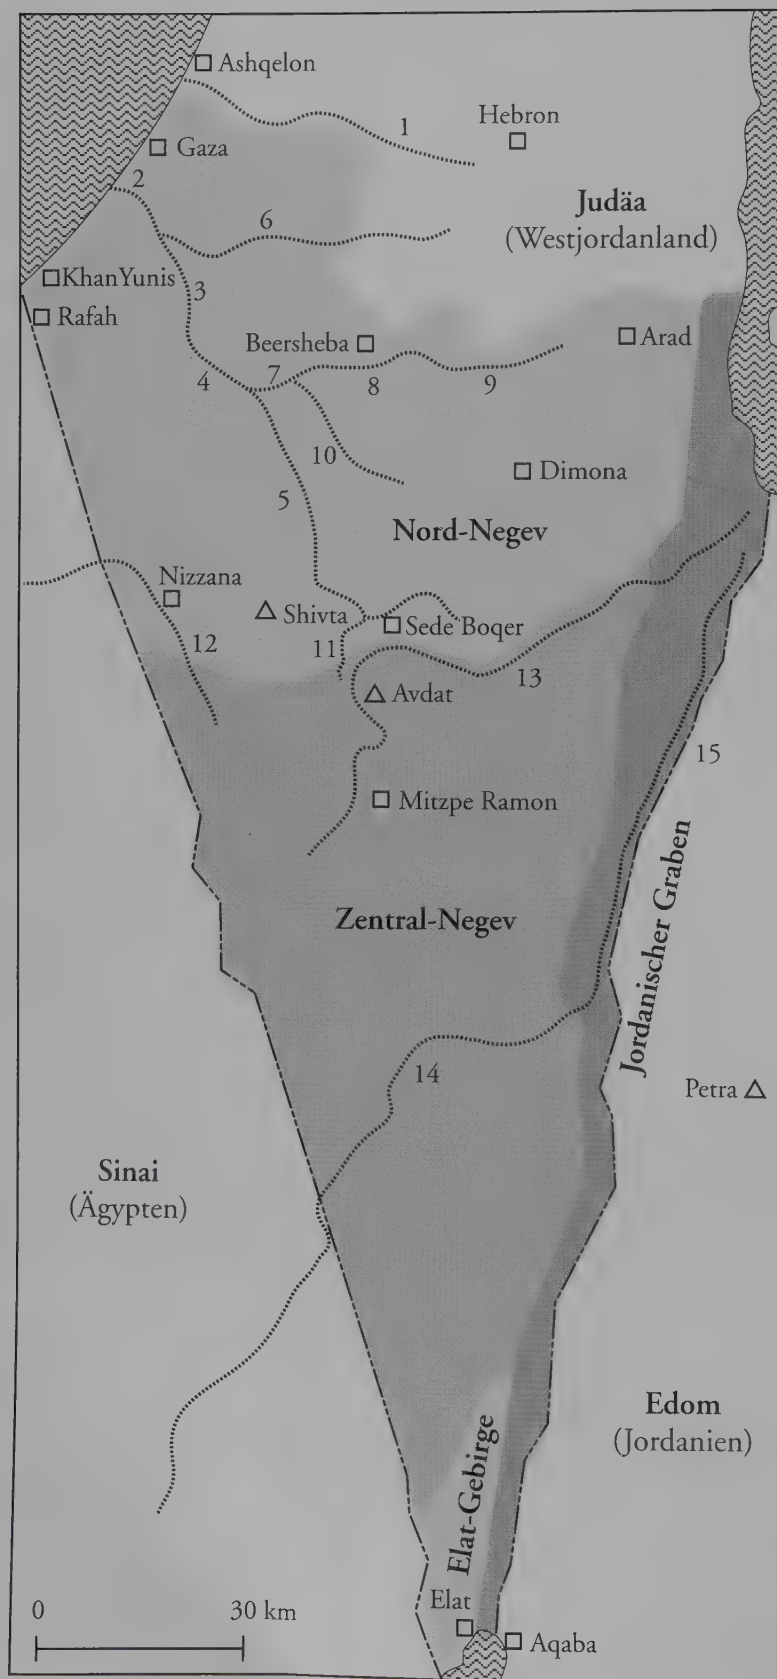 Ashqelon
1
Hebron
Gaza
2
Judäa
(Westjordanland)
6
KhanYunis
3
Rafah
Beersheba
Arad
4
7
8
9
10
Dimona
5
Nord-Negev
Nizzana
Shivta
Sede Boqer
12
11
13
Avdat
15
Mitzpe Ramon
Jordanischer Graben
Zentral-Negev
14
Petra
Sinai
(Ägypten)
Edom
(Jordanien)
Elat-Gebirge
Elat
0
30 km
Aqaba